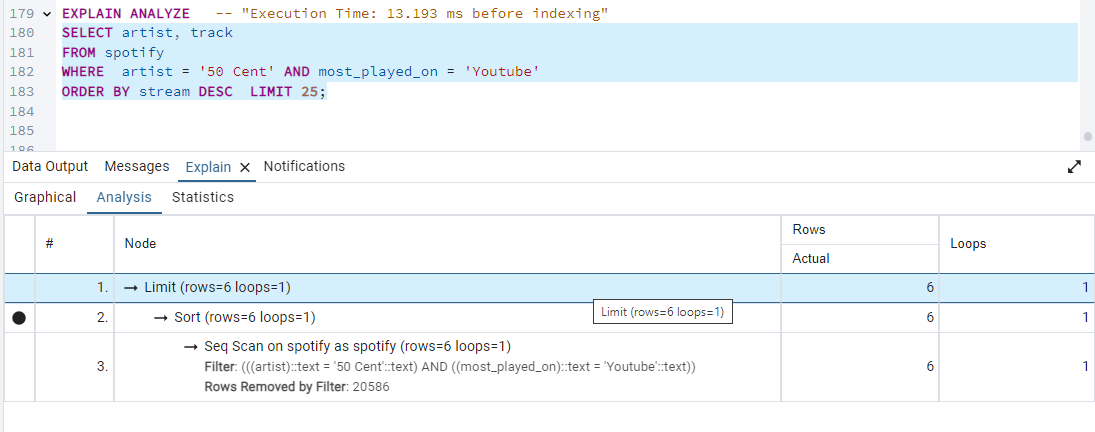 179 EXPLAIN ANALYZE -- "Execution Time: 13.193 ms before indexing"
180 SELECT artist, track
181 FROM spotify
182 WHERE artist = '50 Cent' AND most_played_on = 'Youtube'
183 ORDER BY stream DESC LIMIT 25;
184
185
186
Data Output Messages Explain Notifications
Graphical Analysis Statistics
# Node Rows Loops
Actual
1. → Limit (rows=6 loops=1) 6 1
Limit (rows=6 loops=1)
2. → Sort (rows=6 loops=1) 6 1
→ Seq Scan on spotify as spotify (rows=6 loops=1)
3. Filter: (((artist)::text = '50 Cent'::text) AND ((most_played_on)::text = 'Youtube'::text)) 6 1
Rows Removed by Filter: 20586